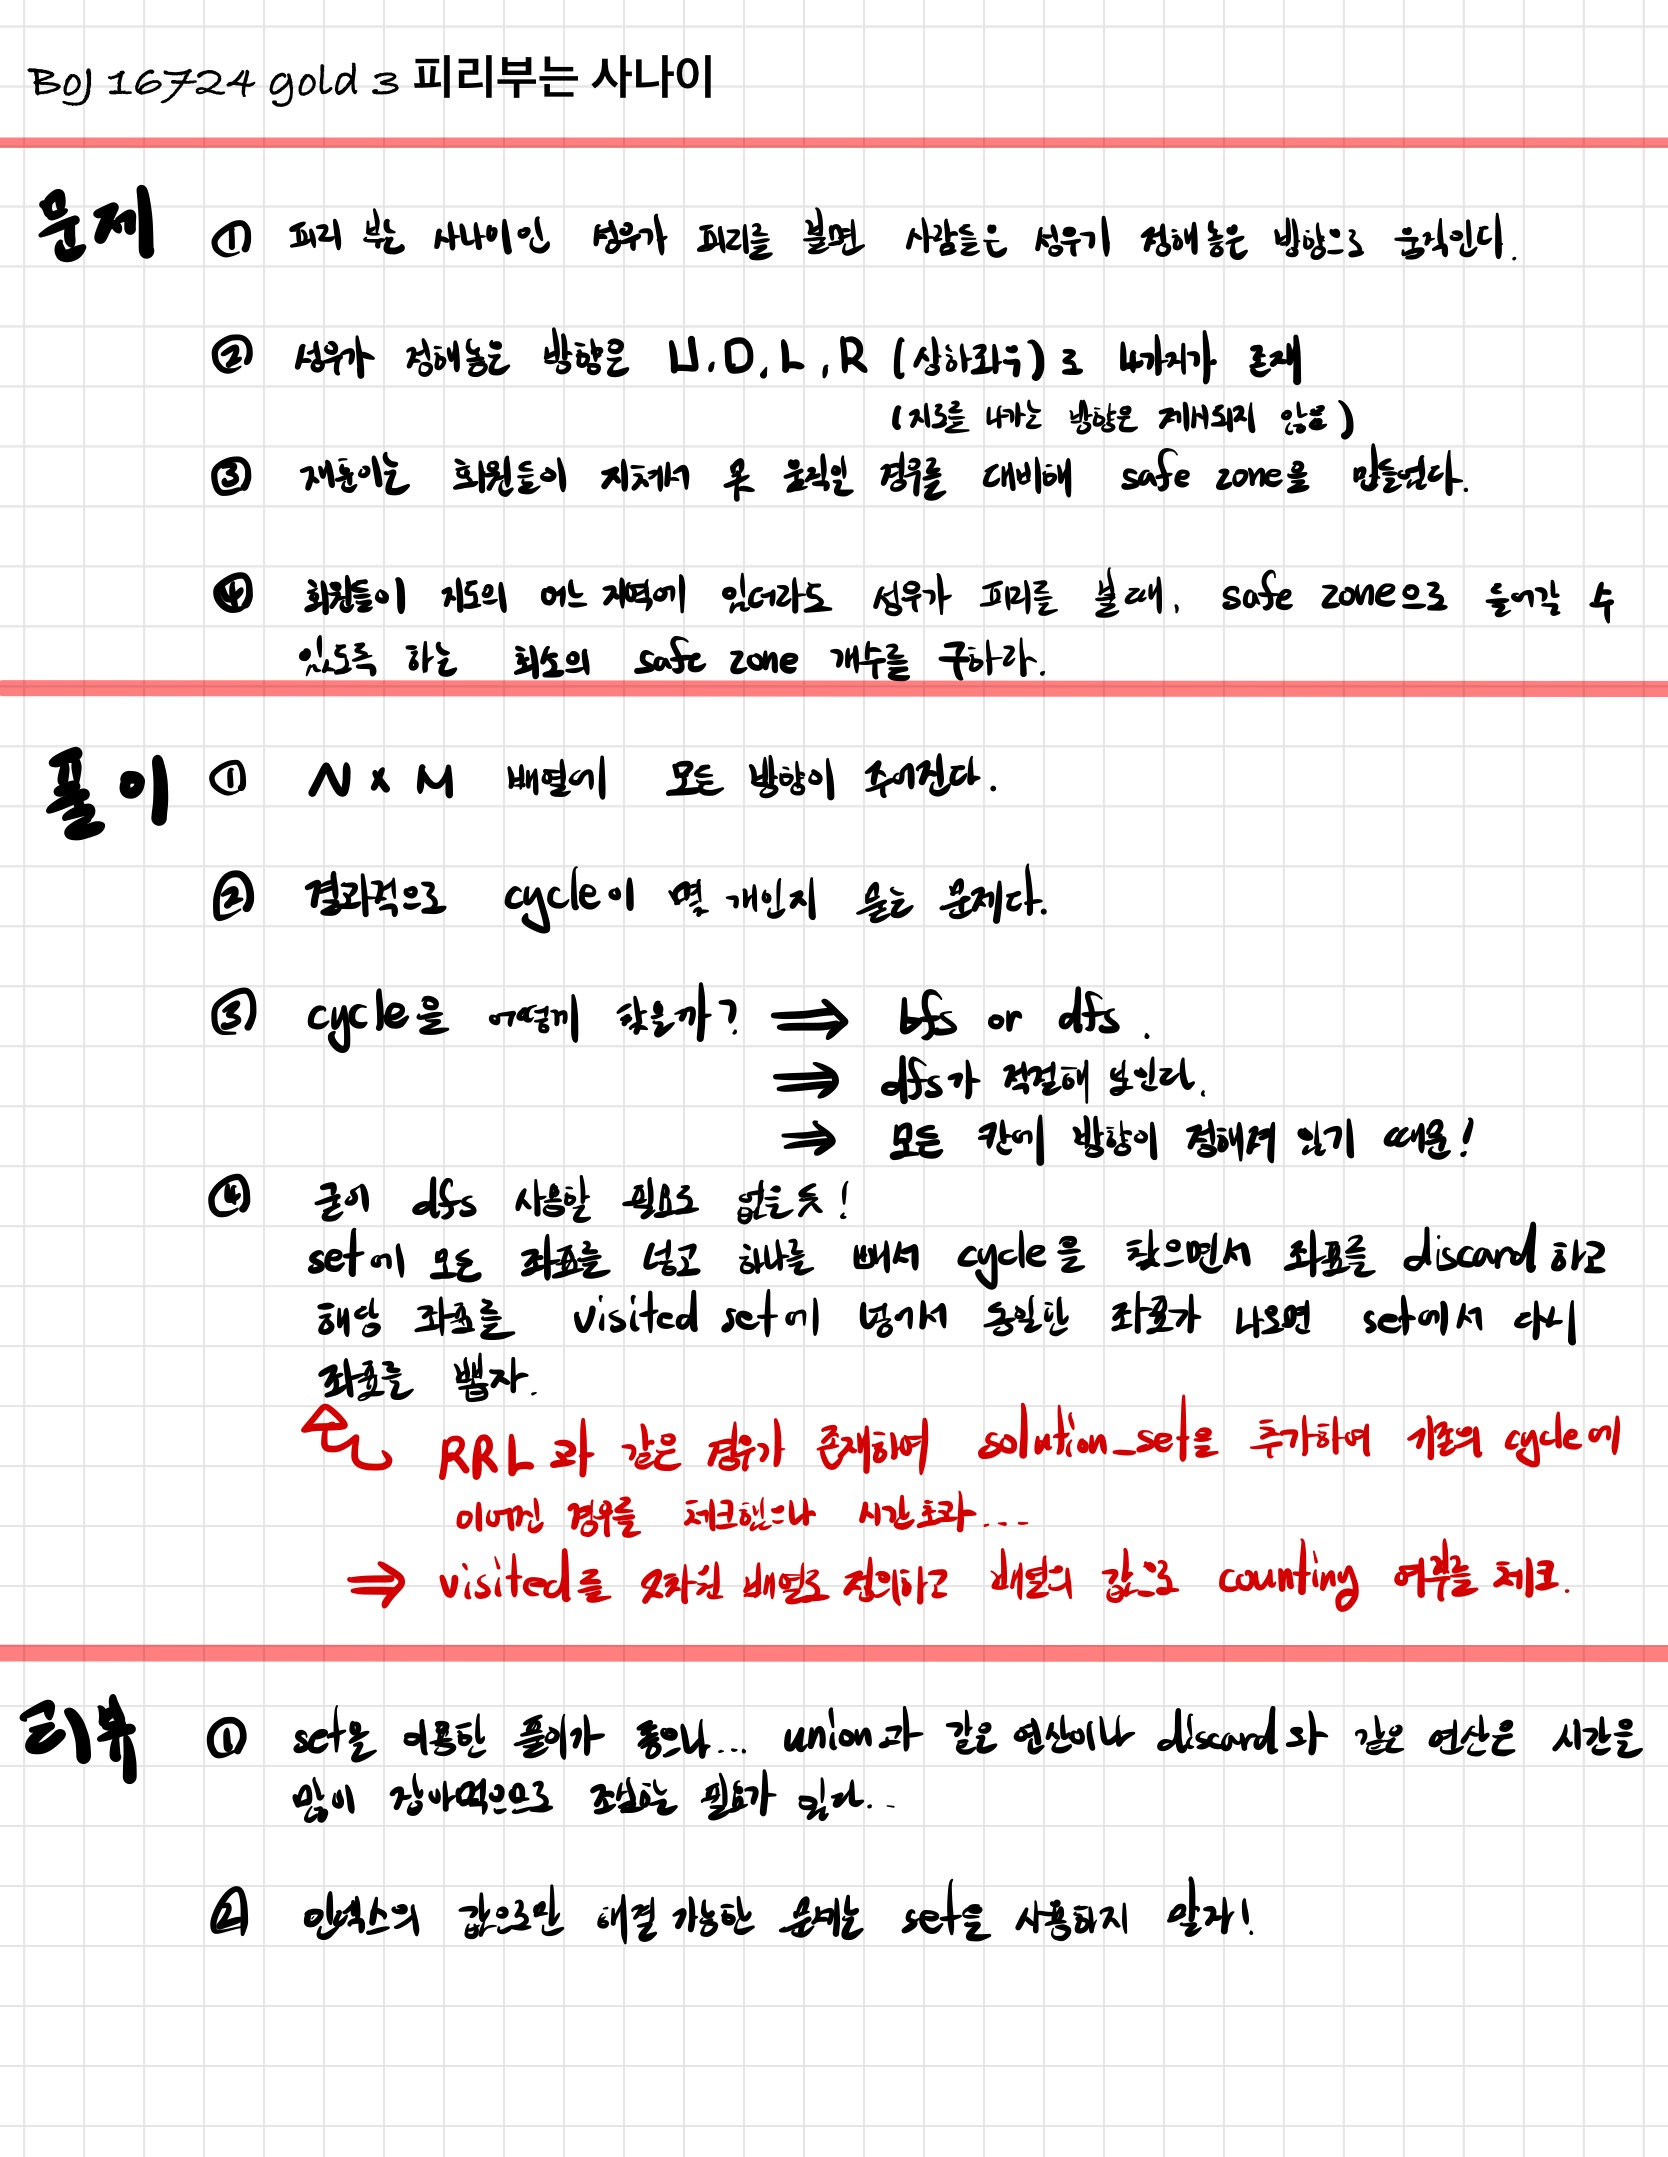 BOJ 16724 gold 3 피리부는 사나이
문제 ① 피리 부는 사나이인 성우가 피리를 불면 사람들은 성우가 정해놓은 방향으로 움직인다.
② 성우가 정해놓은 방향은 U, D, L, R (상하좌우)로 4가지가 존재
(지도를 나가는 방향은 제시되지 않음)
③ 재훈이는 회원들이 지쳐서 못 움직일 경우를 대비해 safe zone을 만들었다.
④ 회원들이 지도의 어느 지역에 있더라도 성우가 피리를 불 때, safe zone으로 들어갈 수
있도록 하는 최소의 safe zone 개수를 구하라.
풀이 ① N x M 배열에 모든 방향이 주어진다.
② 결과적으로 cycle이 몇 개인지 묻는 문제다.
③ cycle을 어떻게 찾을까? ⇒ bfs or dfs.
⇒ dfs가 적절해 보인다.
⇒ 모든 칸에 방향이 정해져 있기 때문!
④ 굳이 dfs 사용할 필요도 없을듯!
set에 모든 좌표를 넣고 하나를 빼서 cycle을 찾으면서 좌표를 discard하고
해당 좌표를 visited set에 넣어서 동일한 좌표가 나오면 set에서 다시
좌표를 뽑자.
RRL과 같은 경우가 존재하여 solution_set을 추가하여 기존의 cycle에
이어진 경우를 체크했으나 시간초과...
⇒ visited를 2차원 배열로 정의하고 배열의 값으로 counting 여부를 체크.
리뷰 ① set을 이용한 풀이가 좋으나... union과 같은 연산이나 discard와 같은 연산은 시간을
많이 잡아먹으므로 조심하는 필요가 있다..
② 인덱스의 값으로만 해결 가능한 문제는 set을 사용하지 말자!